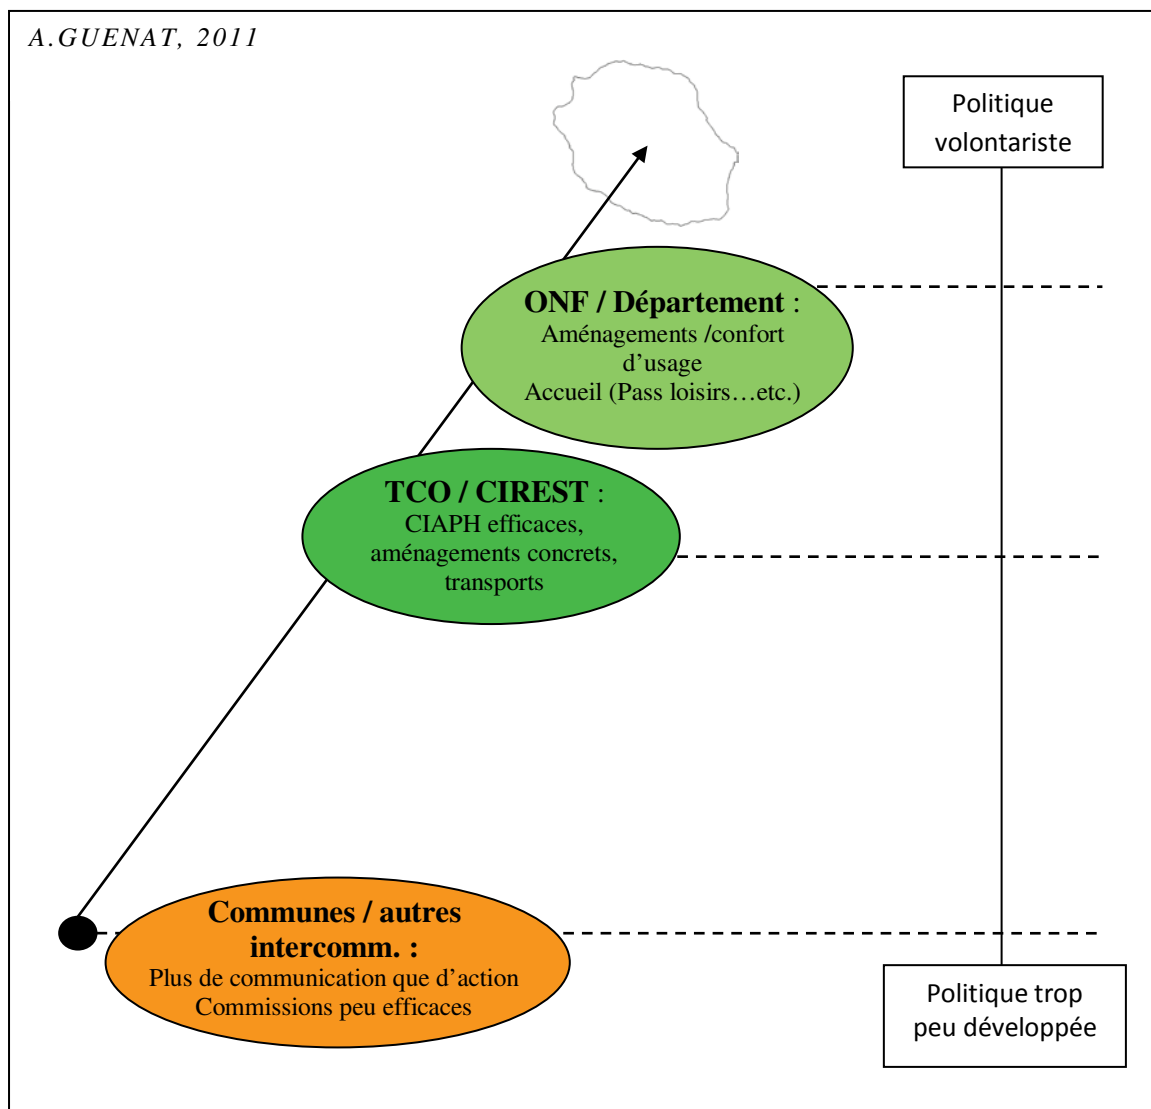 A.GUENAT, 2011
Politique
volontariste
ONF / Département :
Aménagements /confort
d’usage
Accueil (Pass loisirs…etc.)
TCO / CIREST :
CIAPH efficaces,
aménagements concrets,
transports
Communes / autres
intercomm. :
Plus de communication que d’action
Commissions peu efficaces
Politique trop
peu développée